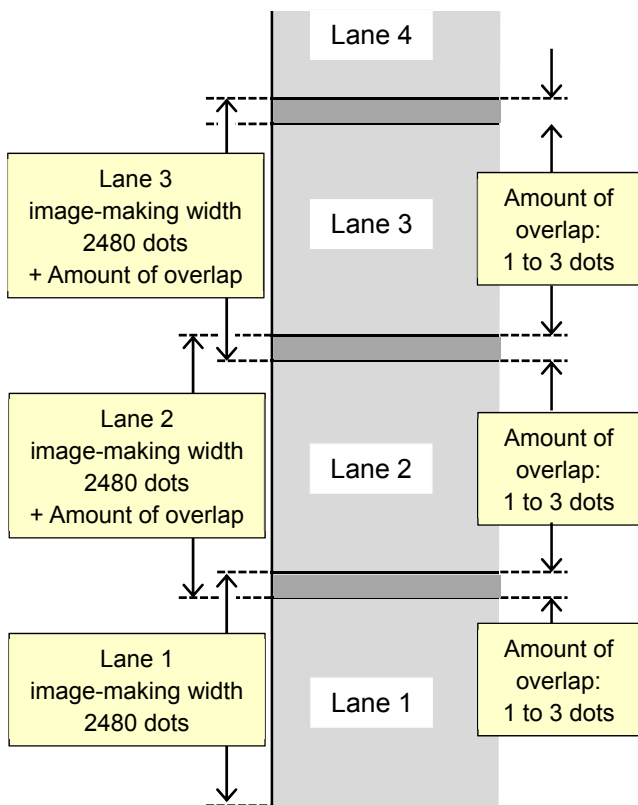 Lane 4
Lane 3
image-making width
2480 dots
+ Amount of overlap
Lane 3
Amount of
overlap:
1 to 3 dots
Lane 2
image-making width
2480 dots
+ Amount of overlap
Lane 2
Amount of
overlap:
1 to 3 dots
Lane 1
image-making width
2480 dots
Lane 1
Amount of
overlap:
1 to 3 dots